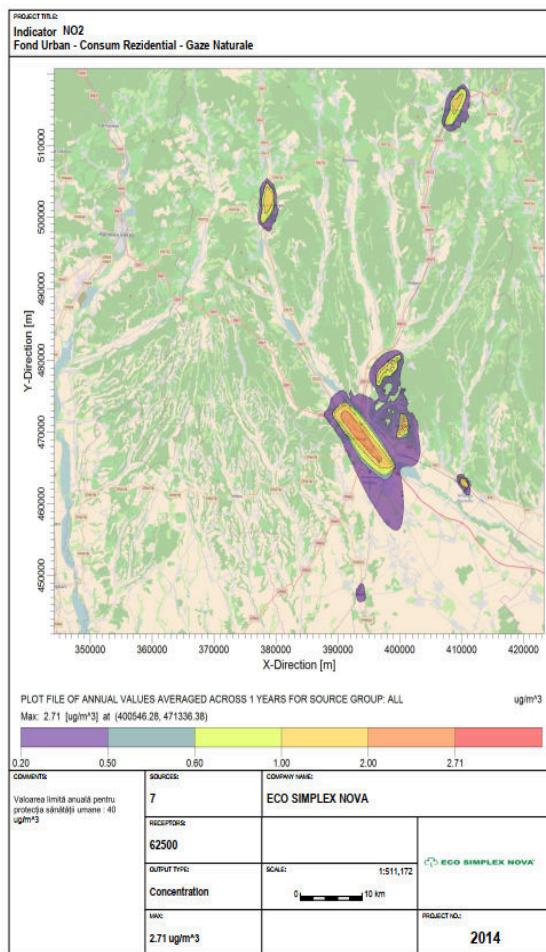 PROJECT TITLE:
Indicator NO2
Fond Urban - Consum Rezidential - Gaze Naturale
Y-Direction [m]
510000
500000
490000
480000
470000
460000
450000
350000 360000 370000 380000 390000 400000 410000 420000
X-Direction [m]
PLOT FILE OF ANNUAL VALUES AVERAGED ACROSS 1 YEARS FOR SOURCE GROUP: ALL
ug/m^3
Max: 2.71 [ug/m^3] at (400546.28, 471336.38)
0.20 0.50 0.60 1.00 2.00 2.71
COMMENTS:
Valoarea limită anuală pentru
protecția sănătății umane : 40
ug/m^3
SOURCES:
7
RECEPTORS:
62500
OUTPUT TYPE:
Concentration
MAX:
2.71 ug/m^3
COMPANY NAME:
ECO SIMPLEX NOVA
SCALE:
1:511,172
0 10 km
ECO SIMPLEX NOVA
PROJECT NO.:
2014